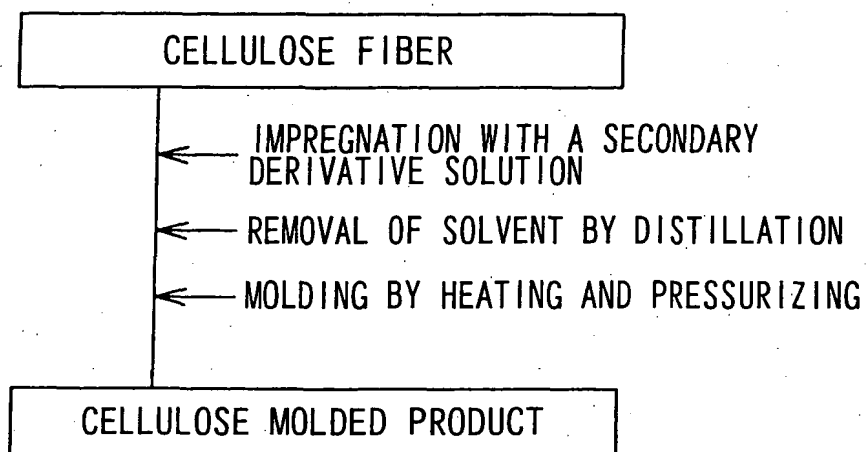 CELLULOSE FIBER
IMPREGNATION WITH A SECONDARY
DERIVATIVE SOLUTION
REMOVAL OF SOLVENT BY DISTILLATION
MOLDING BY HEATING AND PRESSURIZING
CELLULOSE MOLDED PRODUCT